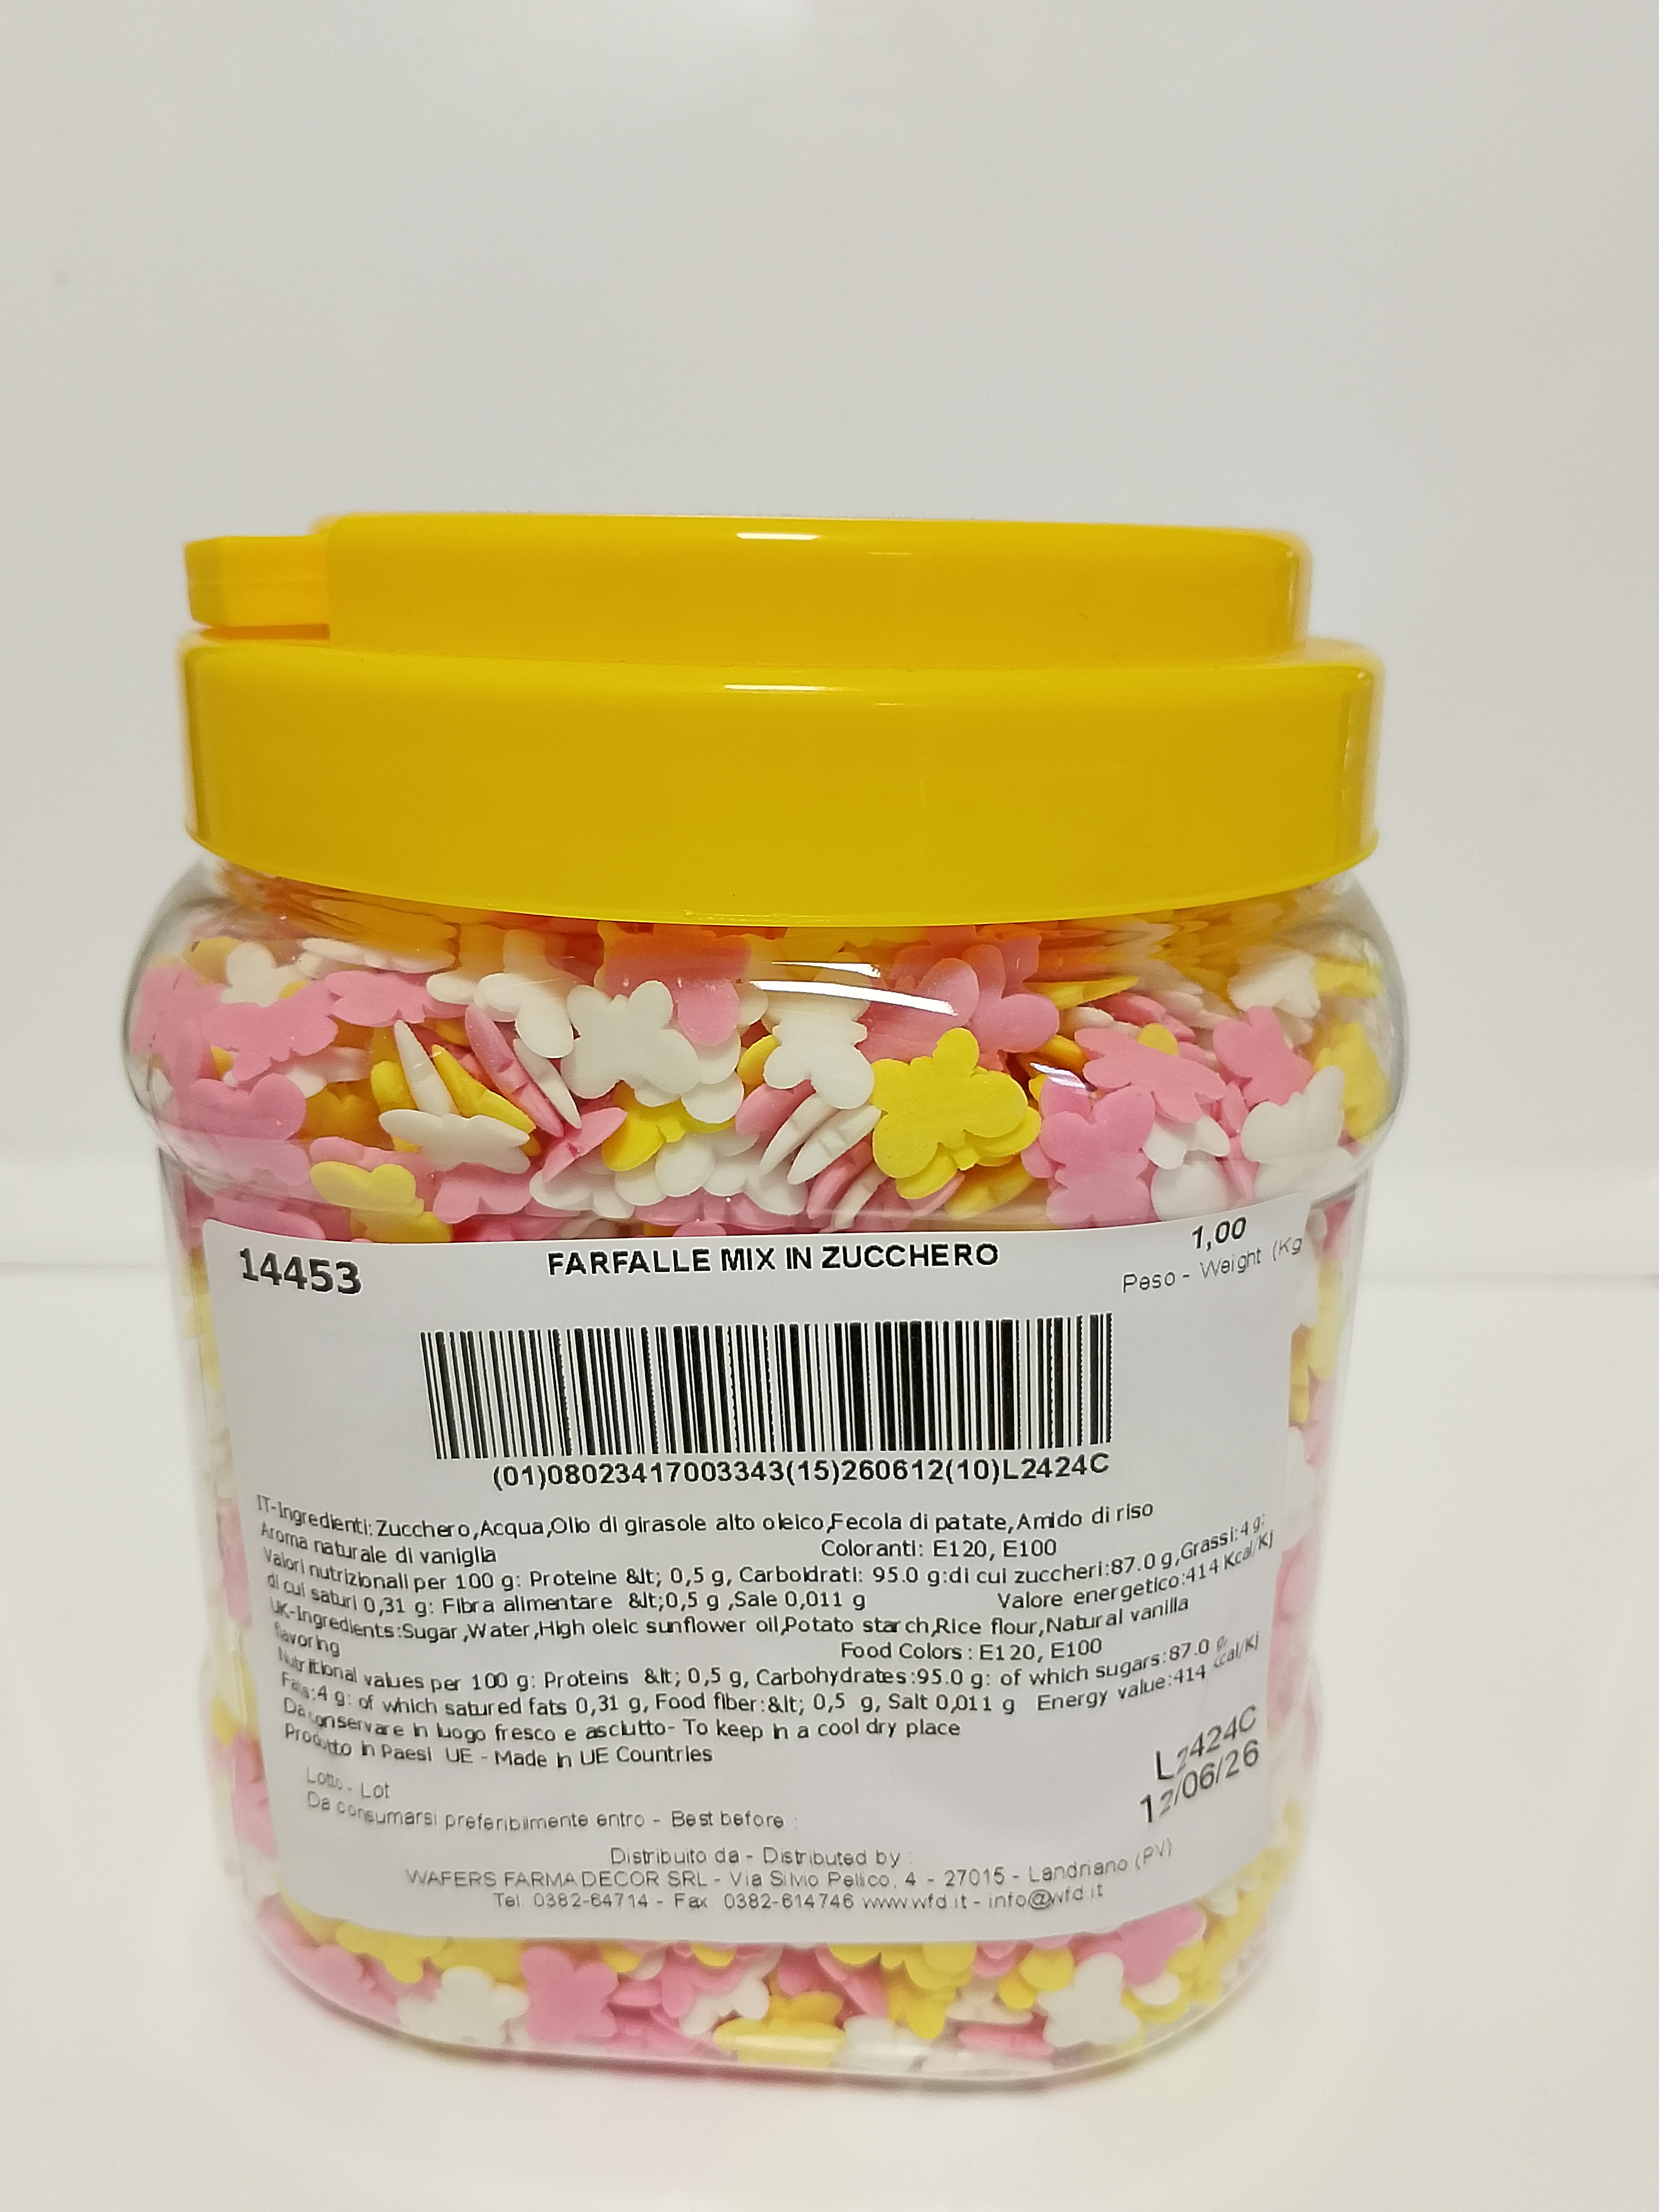 14453
FARFALLE MIX IN ZUCCHERO
1,00
Peso - Weight (Kg
(01)08023417003343(15)260612(10)L2424C
IT-Ingredienti: Zucchero,Acqua,Olio di girasole alto oleico,Fecola di patate,Amido di riso
Aroma naturale di vaniglia Coloranti: E120, E100
Valori nutrizionali per 100 g: Proteine &lt; 0,5 g, Carboidrati: 95.0 g:di cui zuccheri:87.0 g,Grassi:4 g:
di cui saturi 0,31 g: Fibra alimentare &lt;0,5 g ,Sale 0,011 g Valore energetico:414 Kcal/Kj
UK-Ingredients:Sugar ,Water,High oleic sunflower oil,Potato starch,Rice flour,Natural vanilla
flavoring Food Colors : E120, E100
Nutritional values per 100 g: Proteins &lt; 0,5 g, Carbohydrates:95.0 g: of which sugars:87.0 g,
Fats:4 g: of which satured fats 0,31 g, Food fiber:&lt; 0,5 g, Salt 0,011 g Energy value:414 Kcal/Kj
Da conservare in luogo fresco e asciutto- To keep in a cool dry place
Prodotto in Paesi UE - Made in UE Countries
L2424C
Lotto - Lot
12/06/26
Da consumarsi preferibilmente entro - Best before :
Distribuito da - Distributed by :
WAFERS FARMA DECOR SRL - Via Silvio Pellico, 4 - 27015 - Landriano (PV)
Tel. 0382-64714 - Fax 0382-614746 www.wfd.it - info@wfd.it